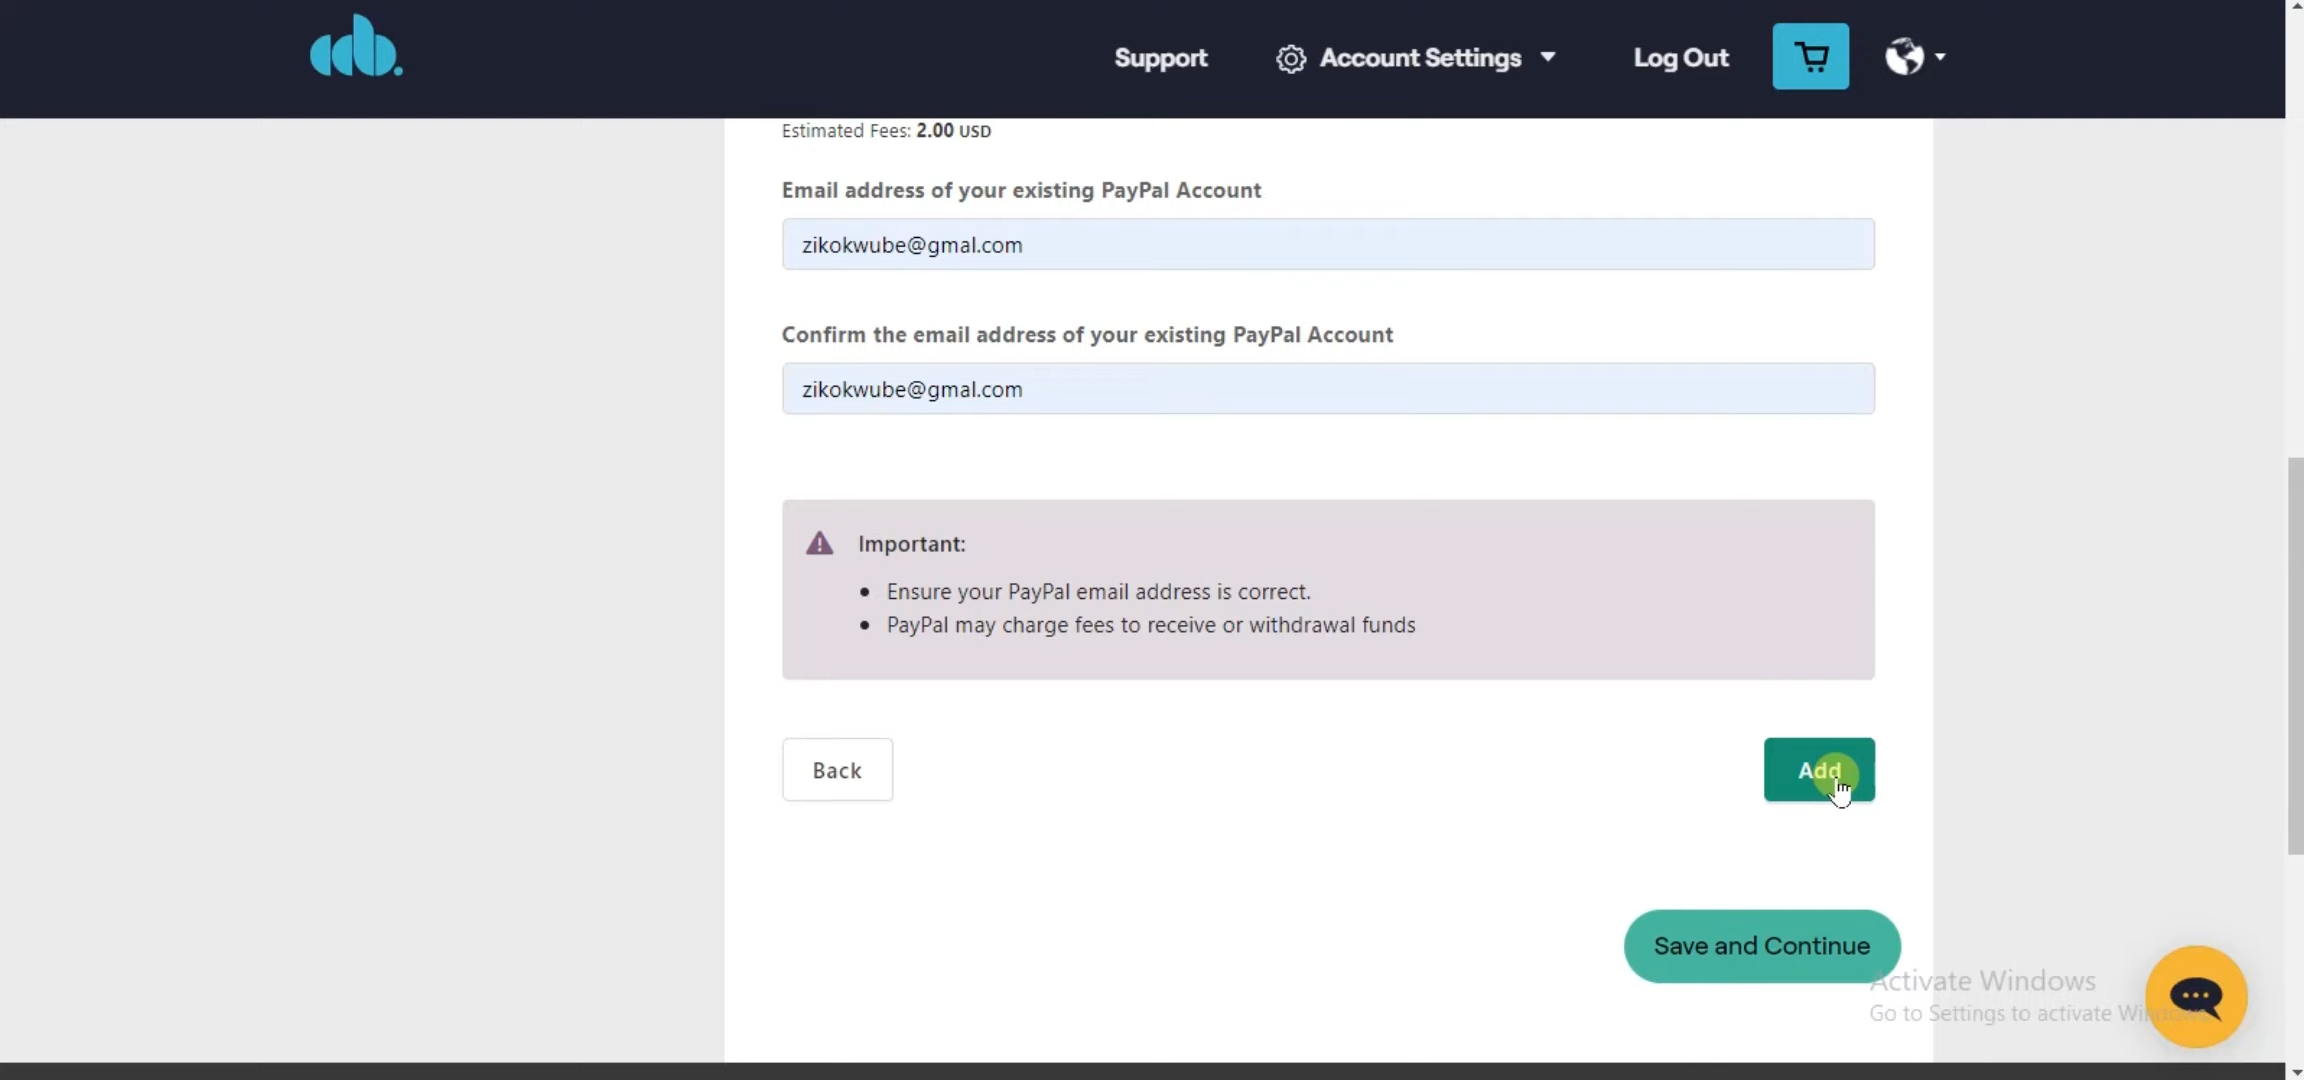 cdb.
Support
Account Settings
Log Out
Estimated Fees: 2.00 USD
Email address of your existing PayPal Account
zikokwube@gmal.com
Confirm the email address of your existing PayPal Account
zikokwube@gmal.com
Important:
Ensure your PayPal email address is correct.
PayPal may charge fees to receive or withdrawal funds
Back
Add
Save and Continue
Activate Windows
Go to Settings to activate Windows.